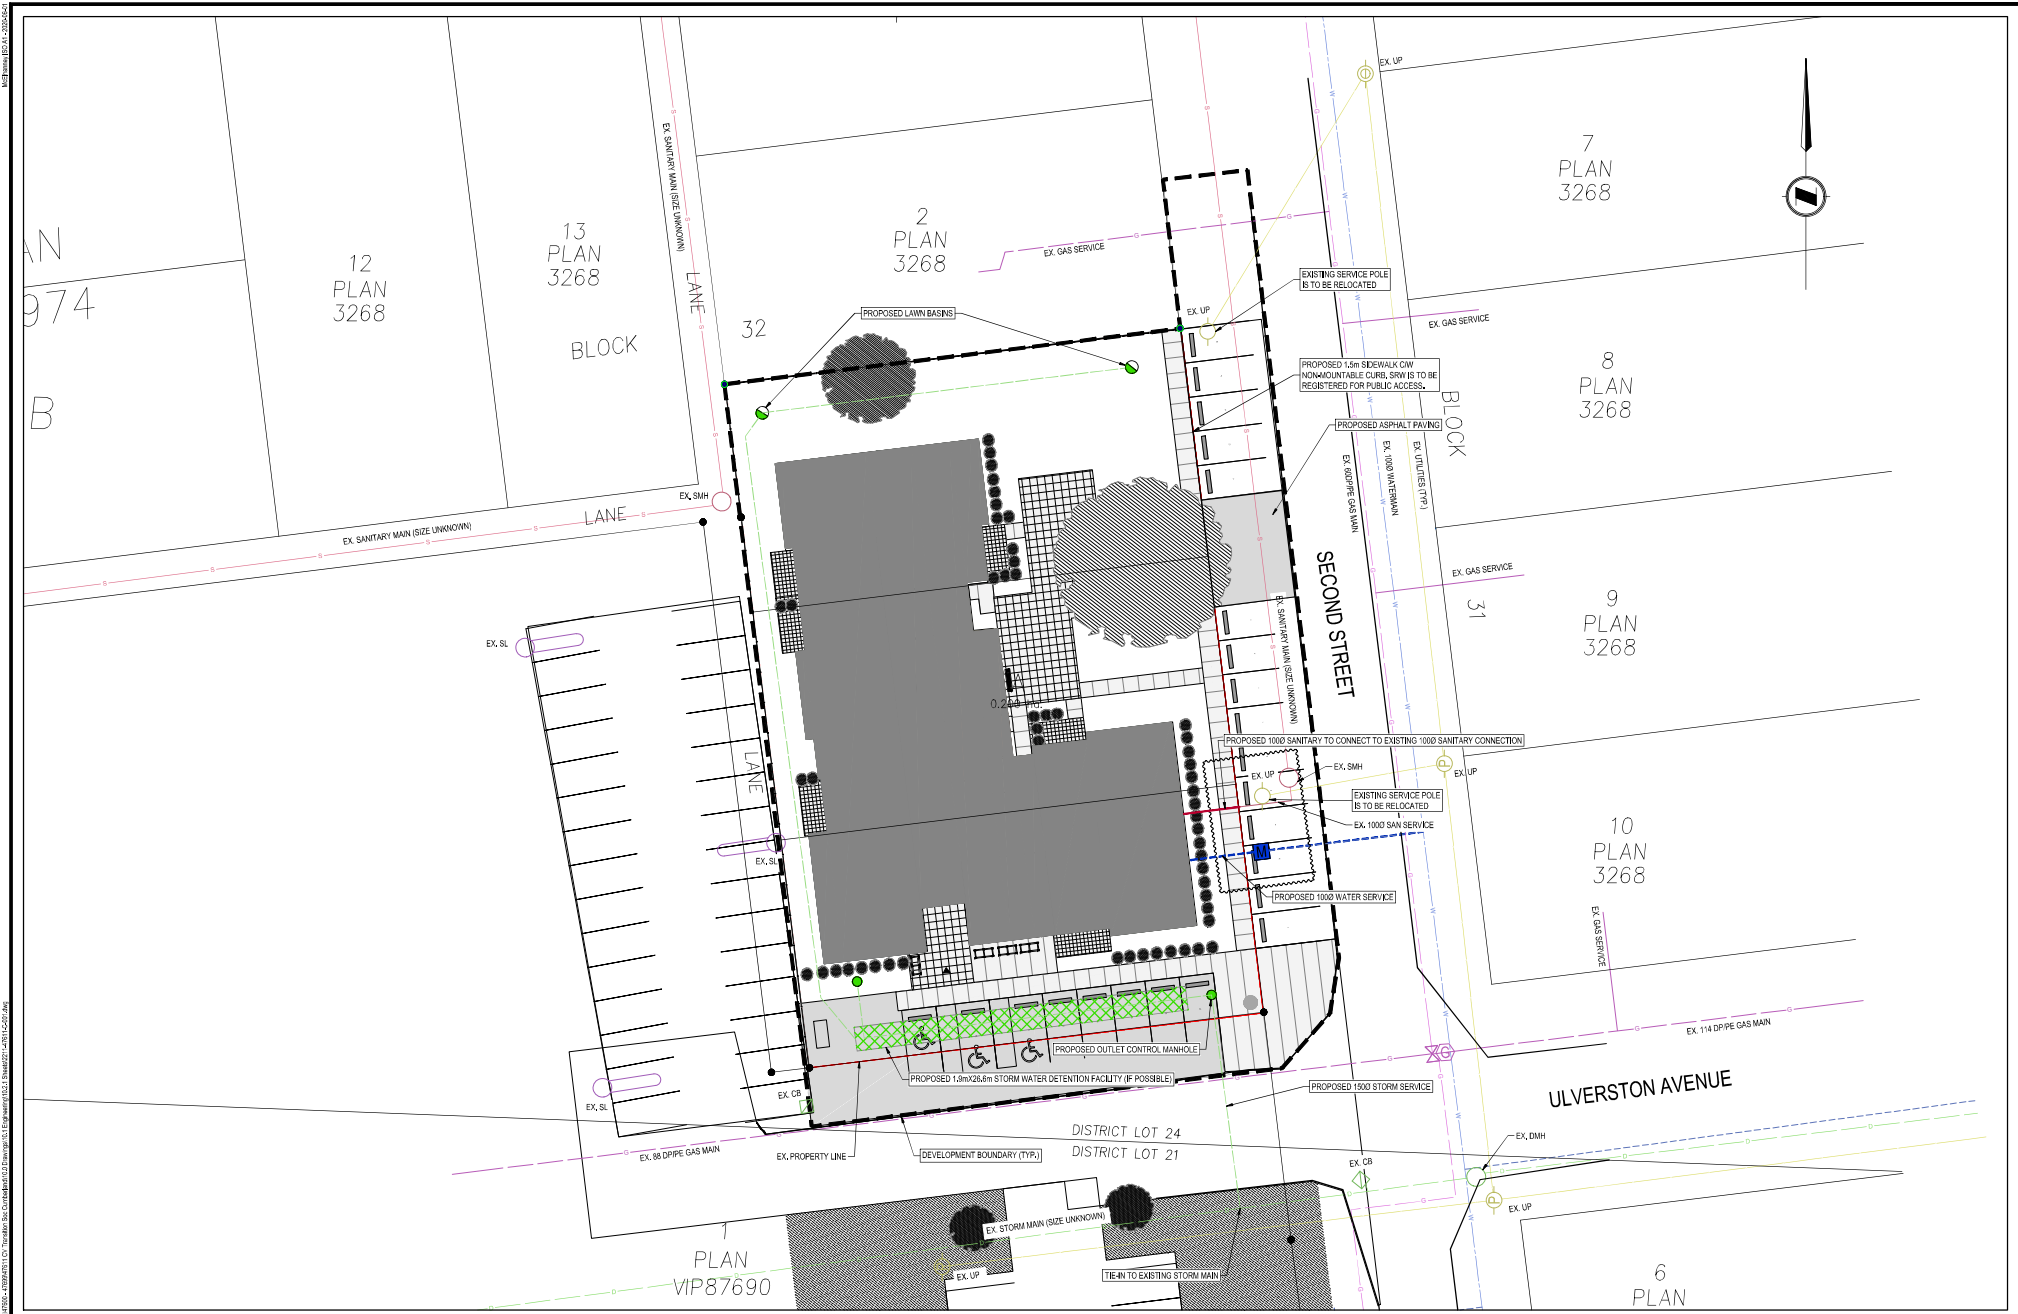 McElhanney ISO A1 - 2020-05-01
EX. UP
7
PLAN
3268
EX. SANITARY MAIN (SIZE UNKNOWN)
2
PLAN
3268
13
PLAN
3268
12
PLAN
3268
AN
974
B
LANE
32
BLOCK
EX. GAS SERVICE
EXISTING SERVICE POLE
IS TO BE RELOCATED
EX. UP
PROPOSED LAWN BASINS
EX. GAS SERVICE
PROPOSED 1.5m SIDEWALK C/W
NON-MOUNTABLE CURB, SRW IS TO BE
REGISTERED FOR PUBLIC ACCESS.
8
PLAN
3268
BLOCK
PROPOSED ASPHALT PAVING
EX. 60DP/PE GAS MAIN
EX. 100Ø WATERMAIN
EX. UTILITIES (TYP.)
EX. SMH
LANE
EX. SANITARY MAIN (SIZE UNKNOWN)
EX. GAS SERVICE
31
9
PLAN
3268
SECOND STREET
EX. SANITARY MAIN (SIZE UNKNOWN)
EX. SL
LANE
PROPOSED 100Ø SANITARY TO CONNECT TO EXISTING 100Ø SANITARY CONNECTION
EX. UP
EX. SMH
P
EX. UP
EXISTING SERVICE POLE
IS TO BE RELOCATED
EX. 100Ø SAN SERVICE
10
PLAN
3268
M
EX. SL
PROPOSED 100Ø WATER SERVICE
EX. GAS SERVICE
EX. 114 DP/PE GAS MAIN
G
PROPOSED OUTLET CONTROL MANHOLE
PROPOSED 1.9mX26.6m STORM WATER DETENTION FACILITY (IF POSSIBLE)
PROPOSED 150Ø STORM SERVICE
ULVERSTON AVENUE
EX. CB
EX. SL
DISTRICT LOT 24
DISTRICT LOT 21
EX. 88 DP/PE GAS MAIN
EX. PROPERTY LINE
DEVELOPMENT BOUNDARY (TYP.)
EX. DMH
EX. CB
P
EX. UP
EX. STORM MAIN (SIZE UNKNOWN)
1
PLAN
VIP87690
EX. UP
TIE-IN TO EXISTING STORM MAIN
6
PLAN